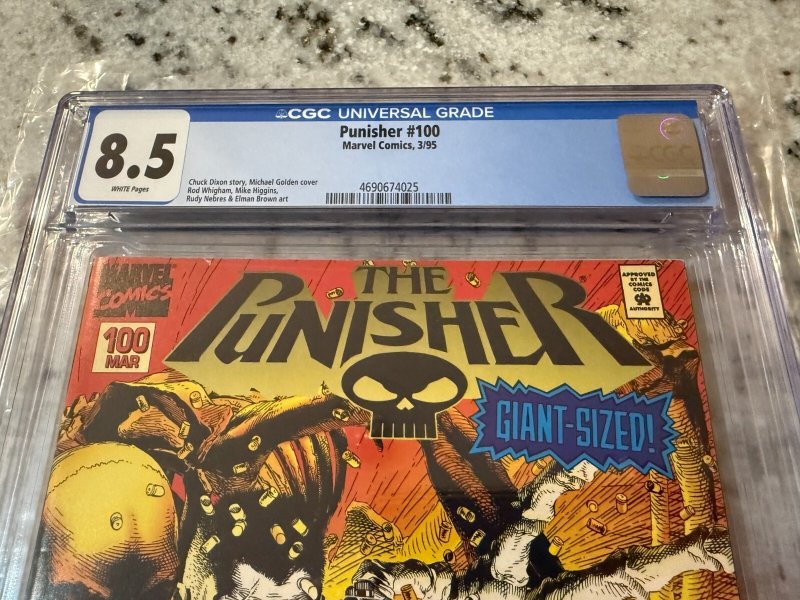 CGC UNIVERSAL GRADE
8.5
WHITE Pages
Punisher #100
Marvel Comics, 3/95
Chuck Dixon story, Michael Golden cover
Rod Whigham, Mike Higgins,
Rudy Nebres & Elman Brown art
4690674025
MARVEL
COMICS
100
MAR
THE
PUNISHER
APPROVED
BY THE
COMICS
CODE
AUTHORITY
GIANT-SIZED!